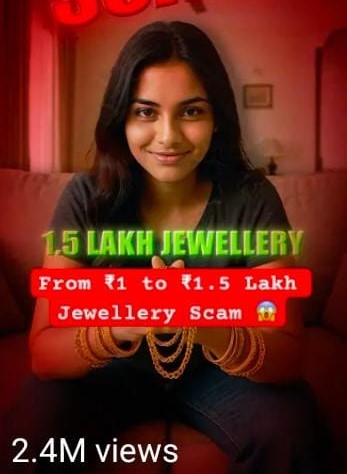 1.5 LAKH JEWELLERY
From ₹1 to ₹1.5 Lakh
Jewellery Scam 😱
2.4M views